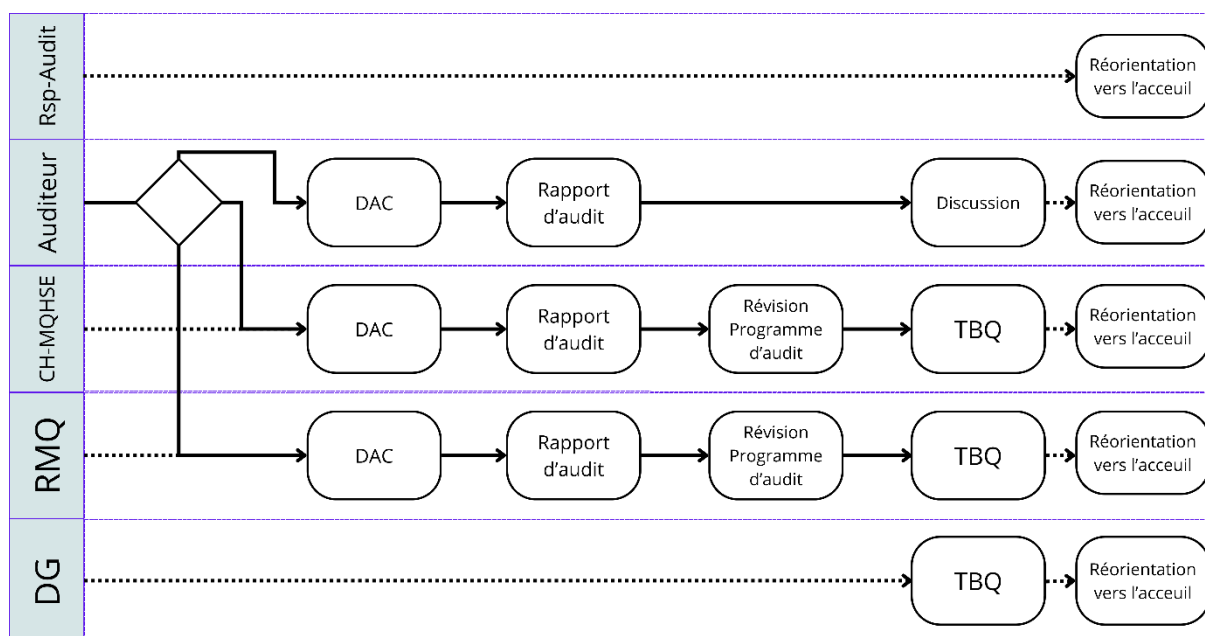 Rsp-Audit
Réorientation
vers l'acceuil
Auditeur
DAC
Rapport
d'audit
Discussion
Réorientation
vers l'acceuil
CH-MQHSE
DAC
Rapport
d'audit
Révision
Programme
d'audit
TBQ
Réorientation
vers l'acceuil
RMQ
DAC
Rapport
d'audit
Révision
Programme
d'audit
TBQ
Réorientation
vers l'acceuil
DG
TBQ
Réorientation
vers l'acceuil